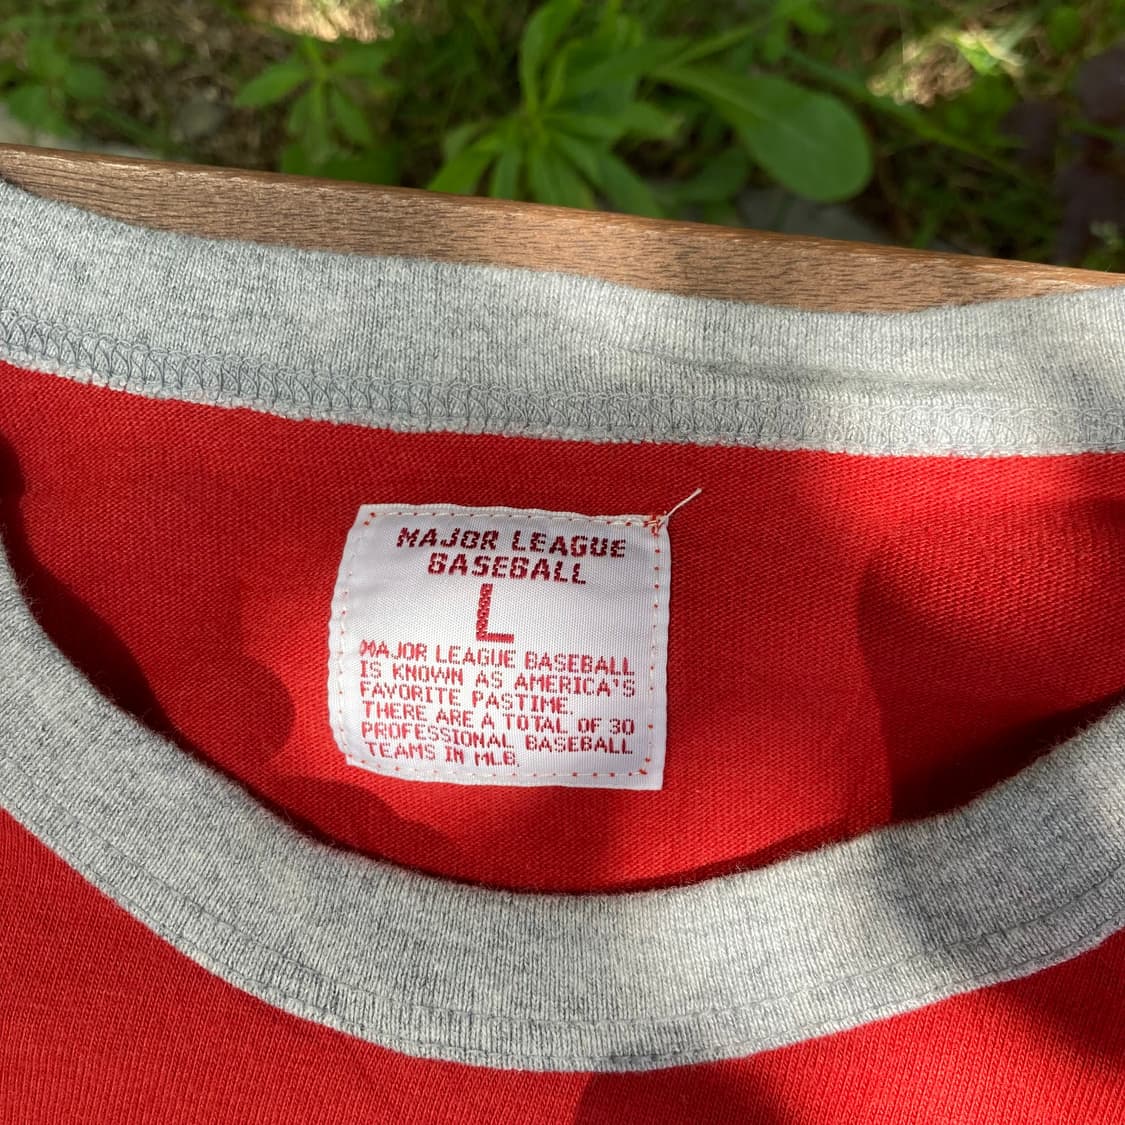 MAJOR LEAGUE
BASEBALL
L
MAJOR LEAGUE BASEBALL
IS KNOWN AS AMERICA'S
FAVORITE PASTIME.
THERE ARE A TOTAL OF 30
PROFESSIONAL BASEBALL
TEAMS IN MLB.